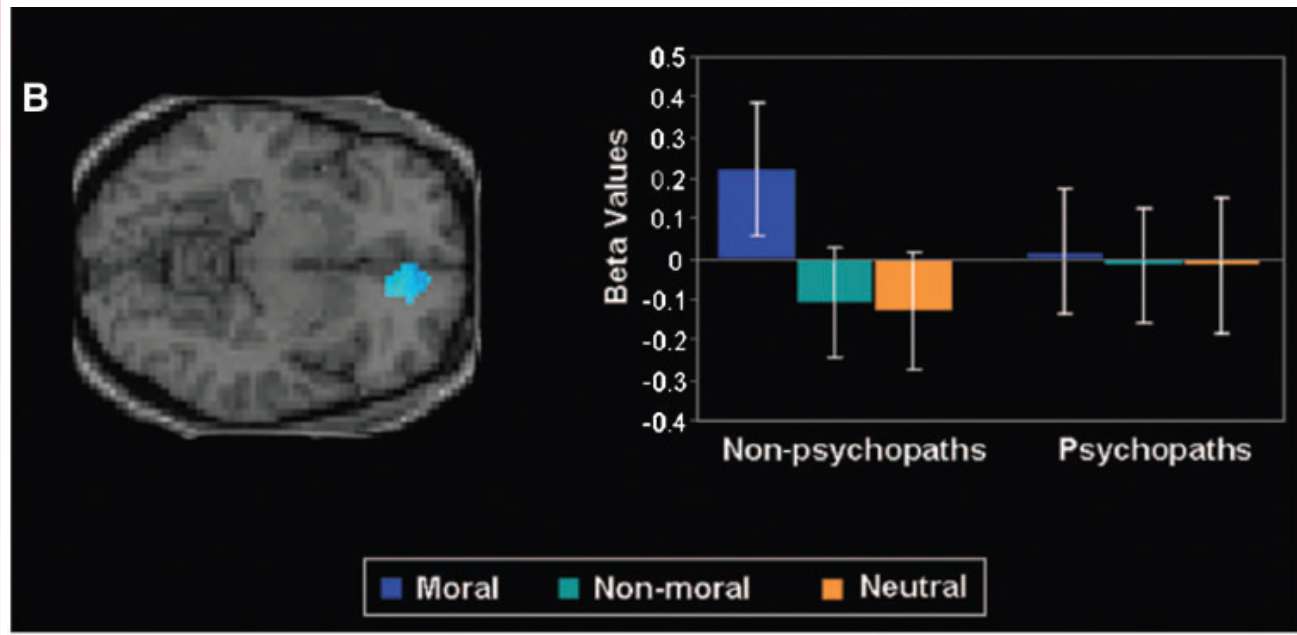 B
Beta Values
0.5
0.4
0.3
0.2
0.1
0
-0.1
-0.2
-0.3
-0.4
Non-psychopaths Psychopaths
Moral Non-moral Neutral